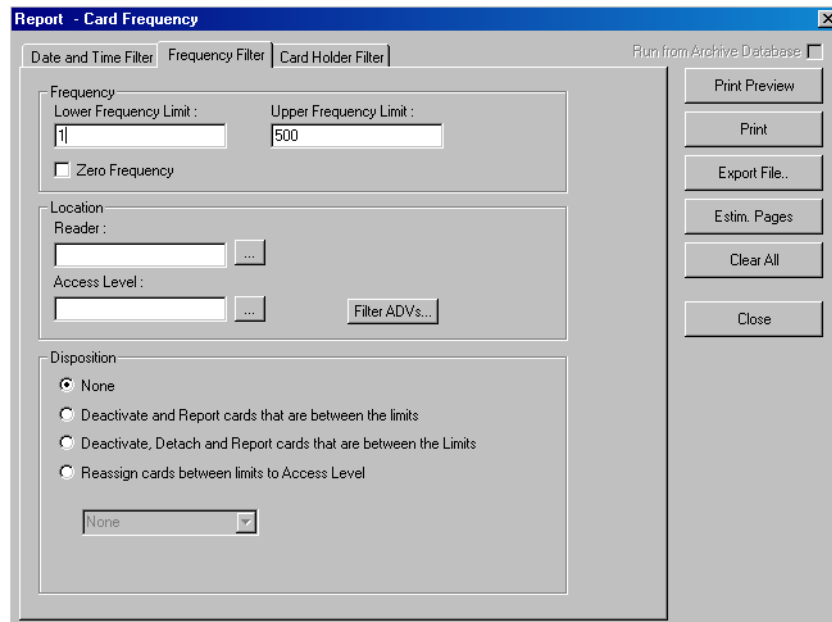 Report - Card Frequency
Date and Time Filter Frequency Filter Card Holder Filter
Run from Archive Database
Frequency
Lower Frequency Limit : Upper Frequency Limit :
1 500
Zero Frequency
Location
Reader :
...
Access Level :
... Filter ADVs...
Disposition
None
Deactivate and Report cards that are between the limits
Deactivate, Detach and Report cards that are between the Limits
Reassign cards between limits to Access Level
None
Print Preview
Print
Export File..
Estim. Pages
Clear All
Close